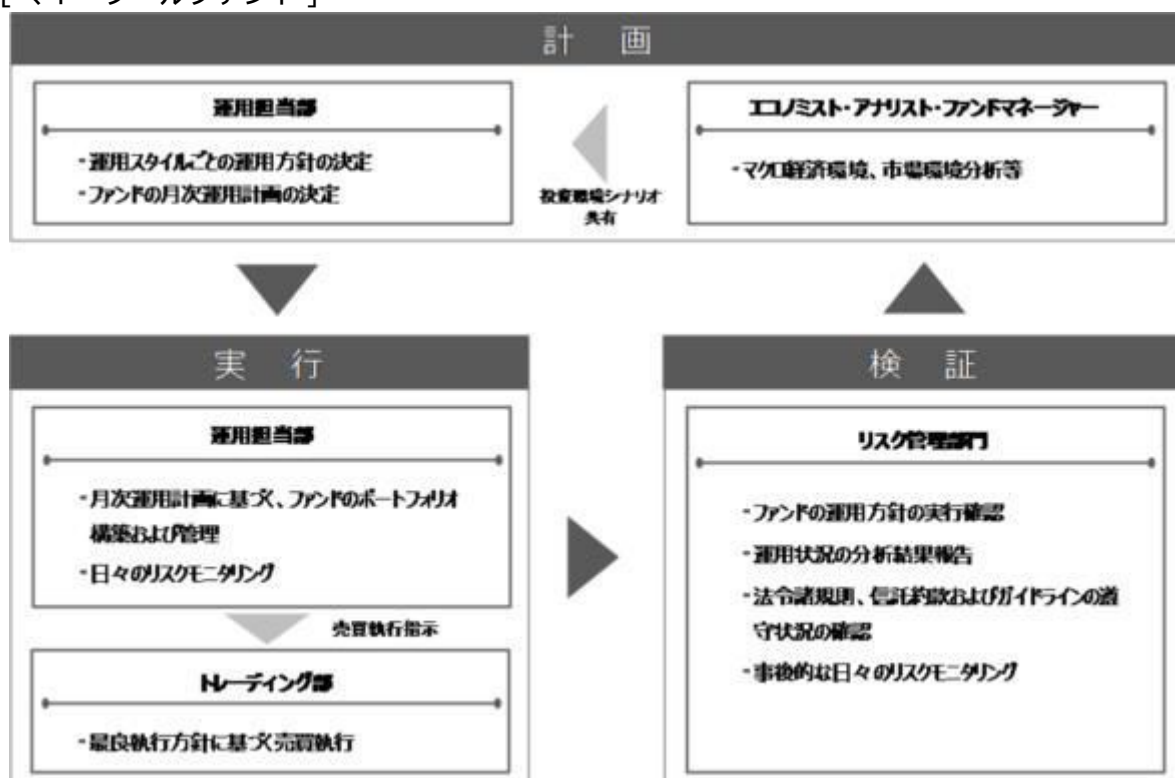 [マネープールファンド]
計 画
運用担当部
・運用スタイルごとの運用方針の決定
・ファンドの月次運用計画の決定
投資環境シナリオ
共有
エコノミスト・アナリスト・ファンドマネージャー
・マクロ経済環境、市場環境分析等
実 行
運用担当部
・月次運用計画に基づく、ファンドのポートフォリオ
構築および管理
・日々のリスクモニタリング
売買執行指示
トレーディング部
・最良執行方針に基づく売買執行
検 証
リスク管理部門
・ファンドの運用方針の実行確認
・運用状況の分析結果報告
・法令諸規則、信託約款およびガイドラインの遵
守状況の確認
・事後的な日々のリスクモニタリング